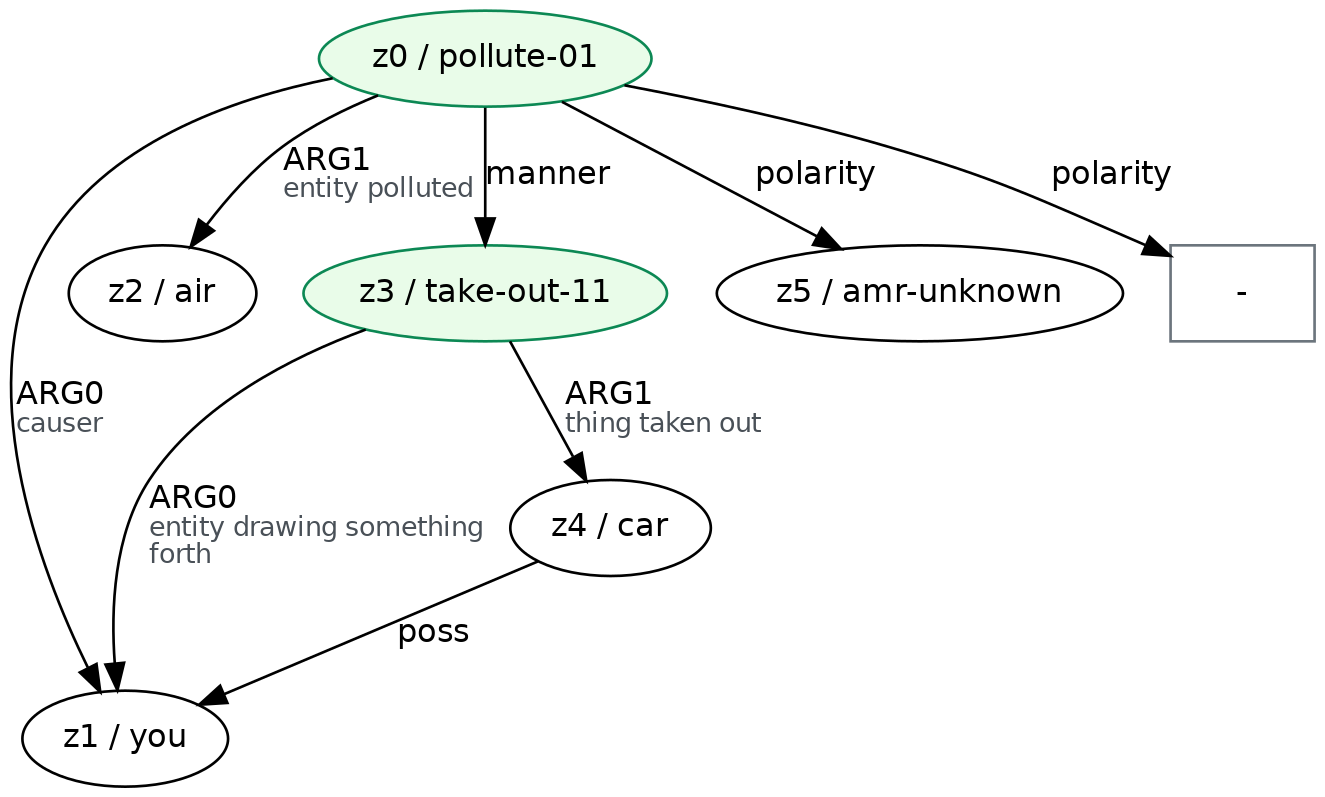 z0 / pollute-01
ARG1
entity polluted
manner
polarity
polarity
z2 / air
z3 / take-out-11
z5 / amr-unknown
-
ARG0
causer
ARG1
thing taken out
ARG0
entity drawing something
forth
z4 / car
poss
z1 / you